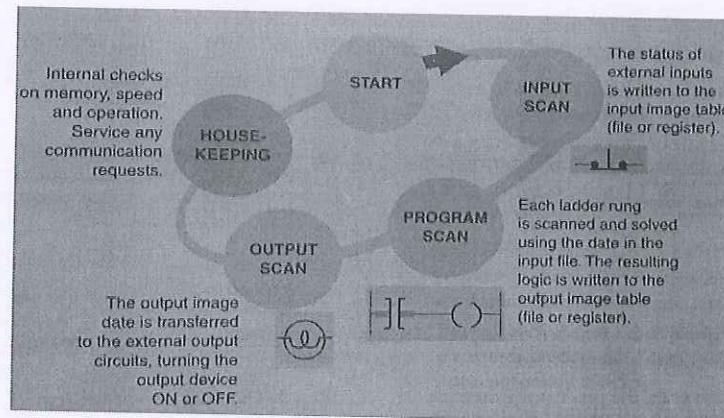 START
INPUT
SCAN
The status of
external inputs
is written to the
input image table
(file or register).
PROGRAM
SCAN
Each ladder rung
is scanned and solved
using the date in the
input file. The resulting
logic is written to the
output image table
(file or register).
OUTPUT
SCAN
The output image
date is transferred
to the external output
circuits, turning the
output device
ON or OFF.
HOUSE-
KEEPING
Internal checks
on memory, speed
and operation.
Service any
communication
requests.